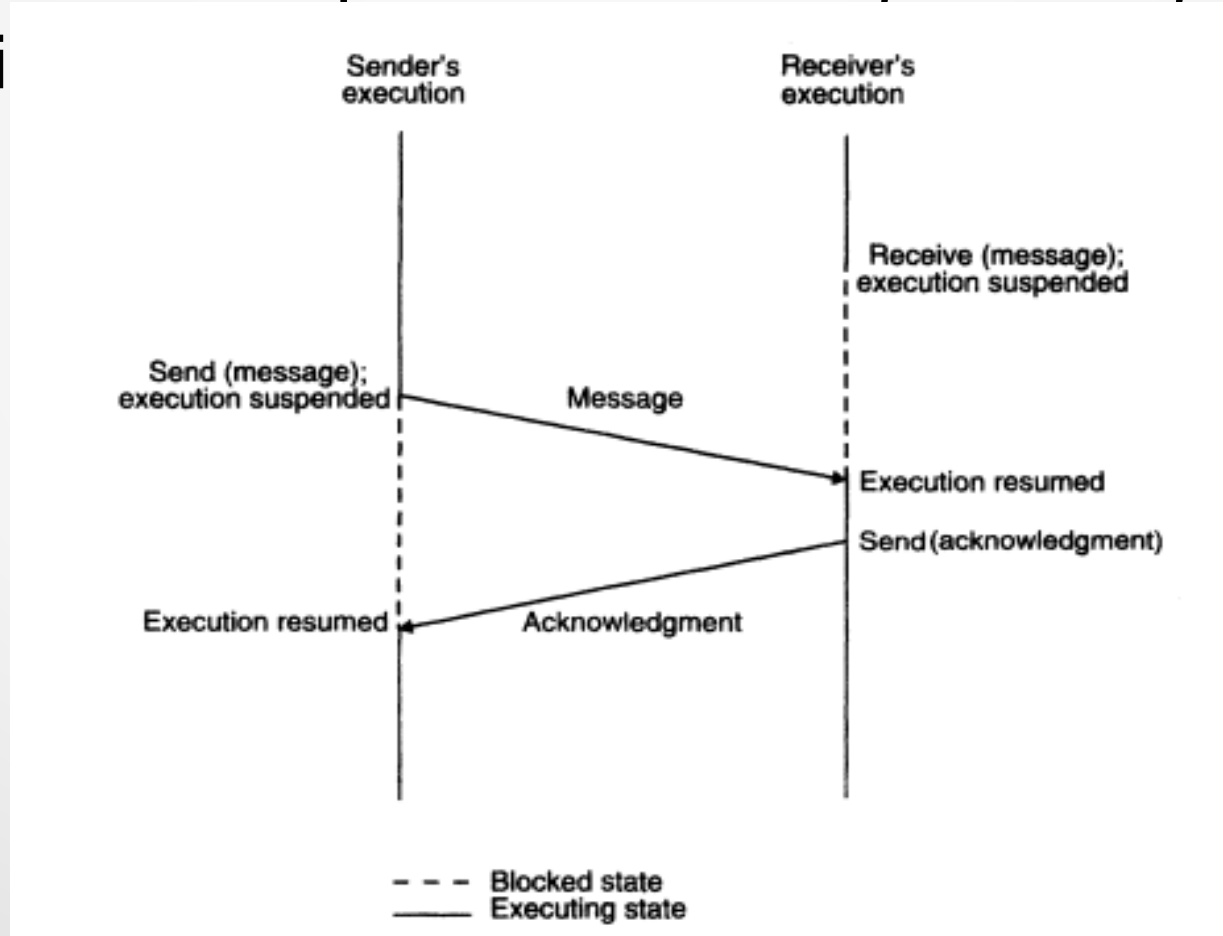 Sender's
execution
Receiver's
execution
Receive (message);
execution suspended
Send (message);
execution suspended
Message
Execution resumed
Send (acknowledgment)
Execution resumed
Acknowledgment
Blocked state
Executing state